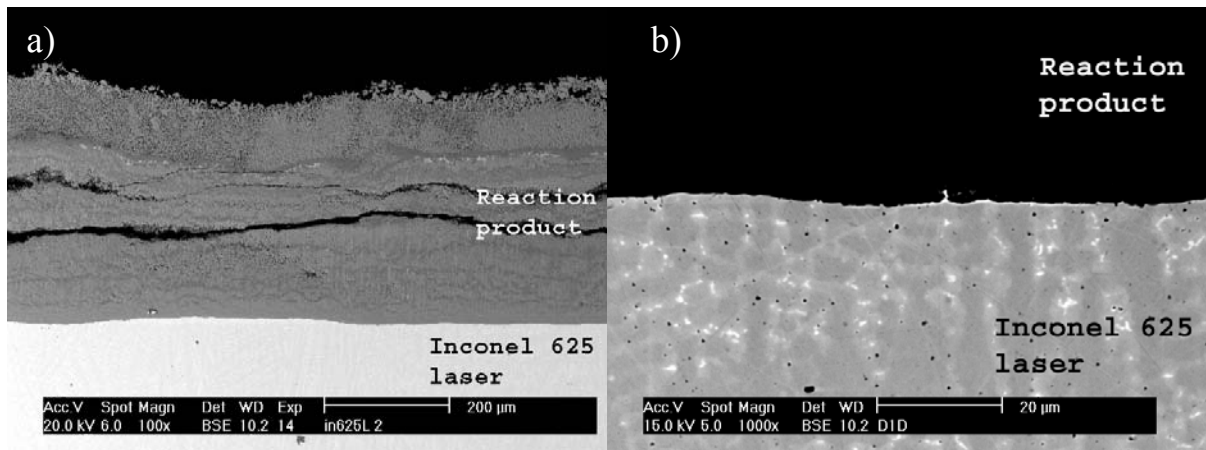 a)
Reaction
product
Inconel 625
laser
Acc.V Spot Magn Det WD Exp 200 µm
20.0 kV 6.0 100x BSE 10.2 14 in625L 2
b)
Reaction
product
Inconel 625
laser
Acc.V Spot Magn Det WD 20 µm
15.0 kV 5.0 1000x BSE 10.2 D1D